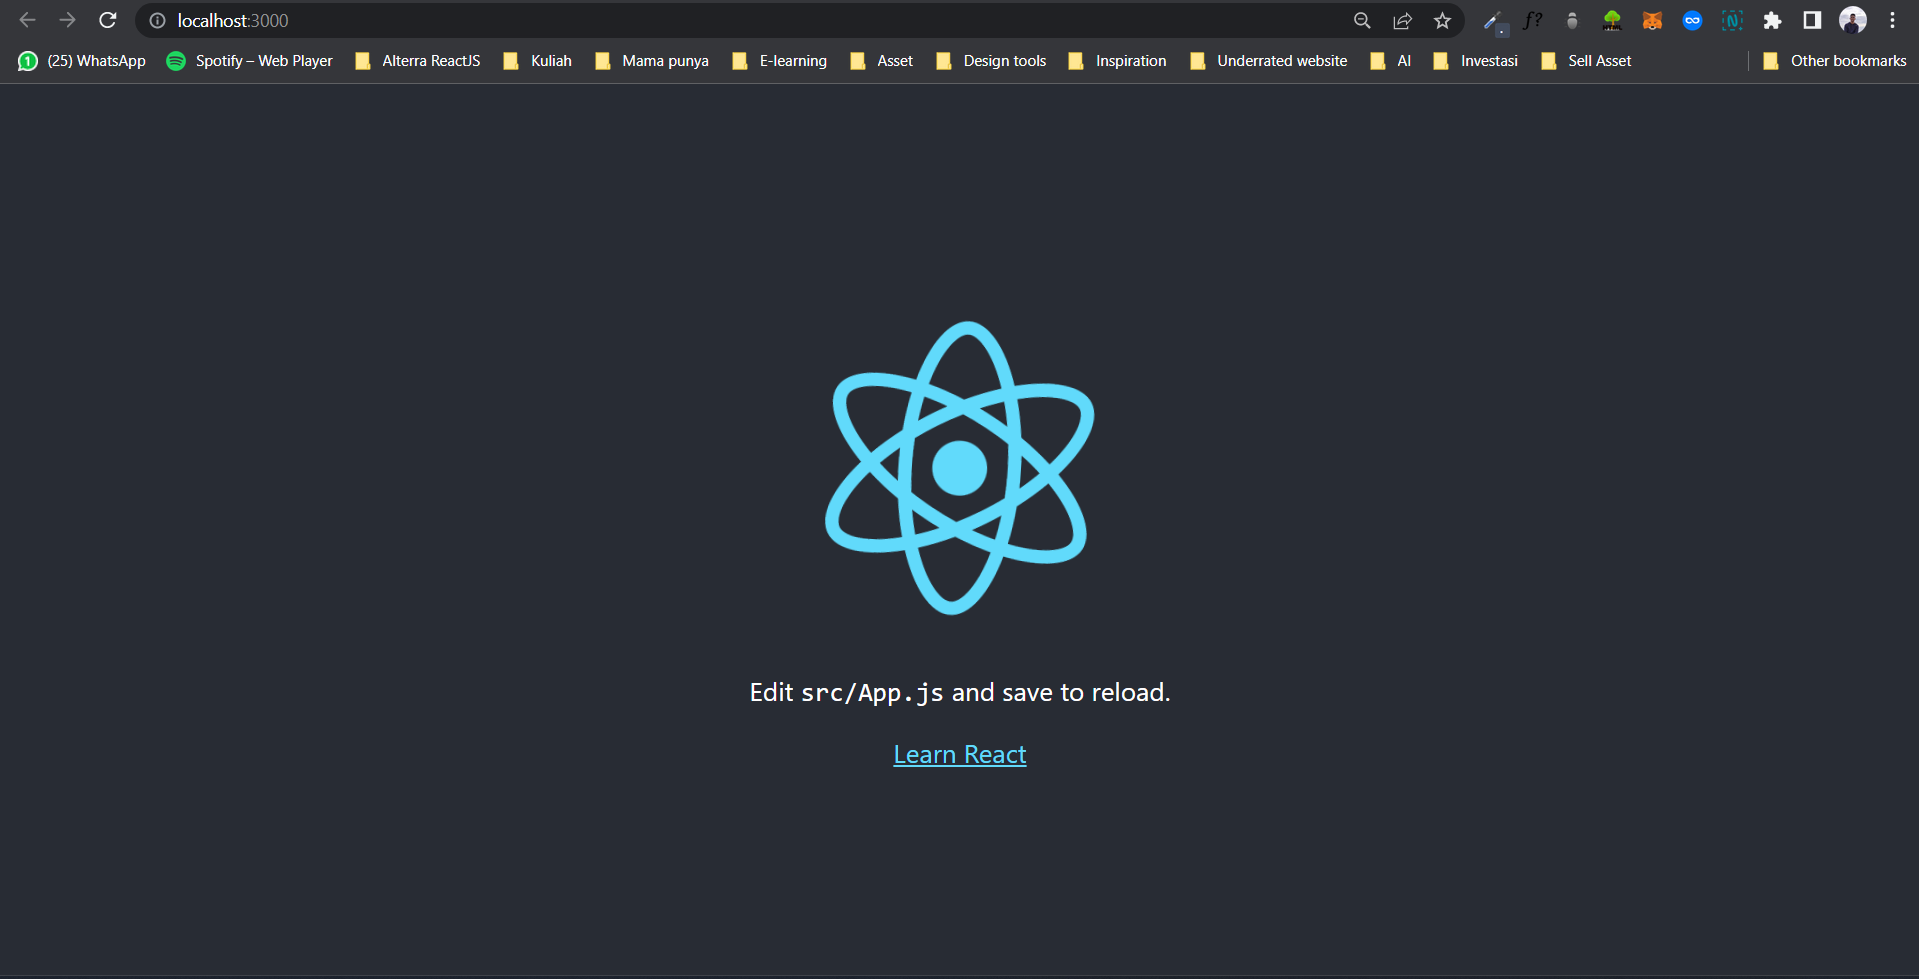 localhost:3000
(25) WhatsApp Spotify – Web Player Alterra ReactJS Kuliah Mama punya E-learning Asset Design tools Inspiration Underrated website AI Investasi Sell Asset Other bookmarks
Edit src/App.js and save to reload.
Learn React